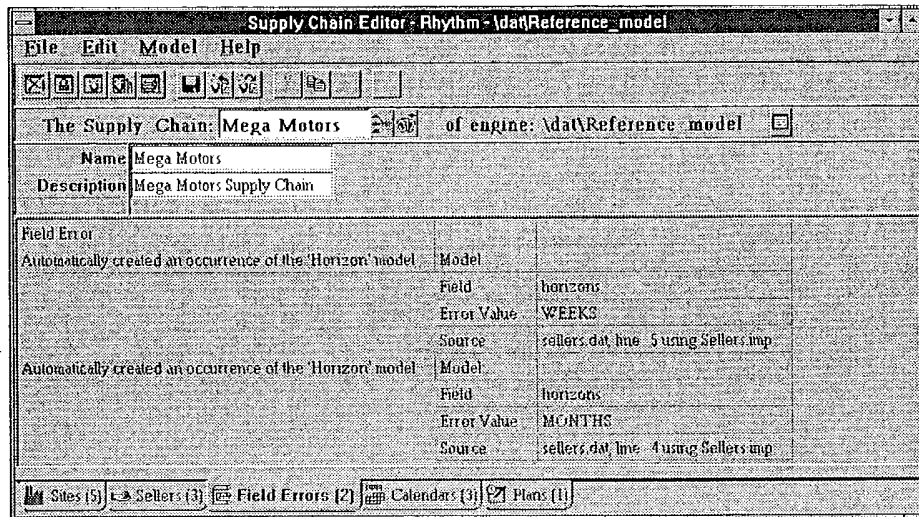 Supply Chain Editor - Rhythm - \dat\Reference_model
File Edit Model Help
The Supply Chain: Mega Motors of engine: \dat\Reference_model
Name Mega Motors
Description Mega Motors Supply Chain
Field Error
Automatically created an occurrence of the 'Horizon' model Model
Field horizons
Error Value WEEKS
Source sellers.dat, line 5 using Sellers.imp
Automatically created an occurrence of the 'Horizon' model Model
Field horizons
Error Value MONTHS
Source sellers.dat, line 4 using Sellers.imp
Sites (5) Sellers (3) Field Errors (2) Calendars (3) Plans (1)